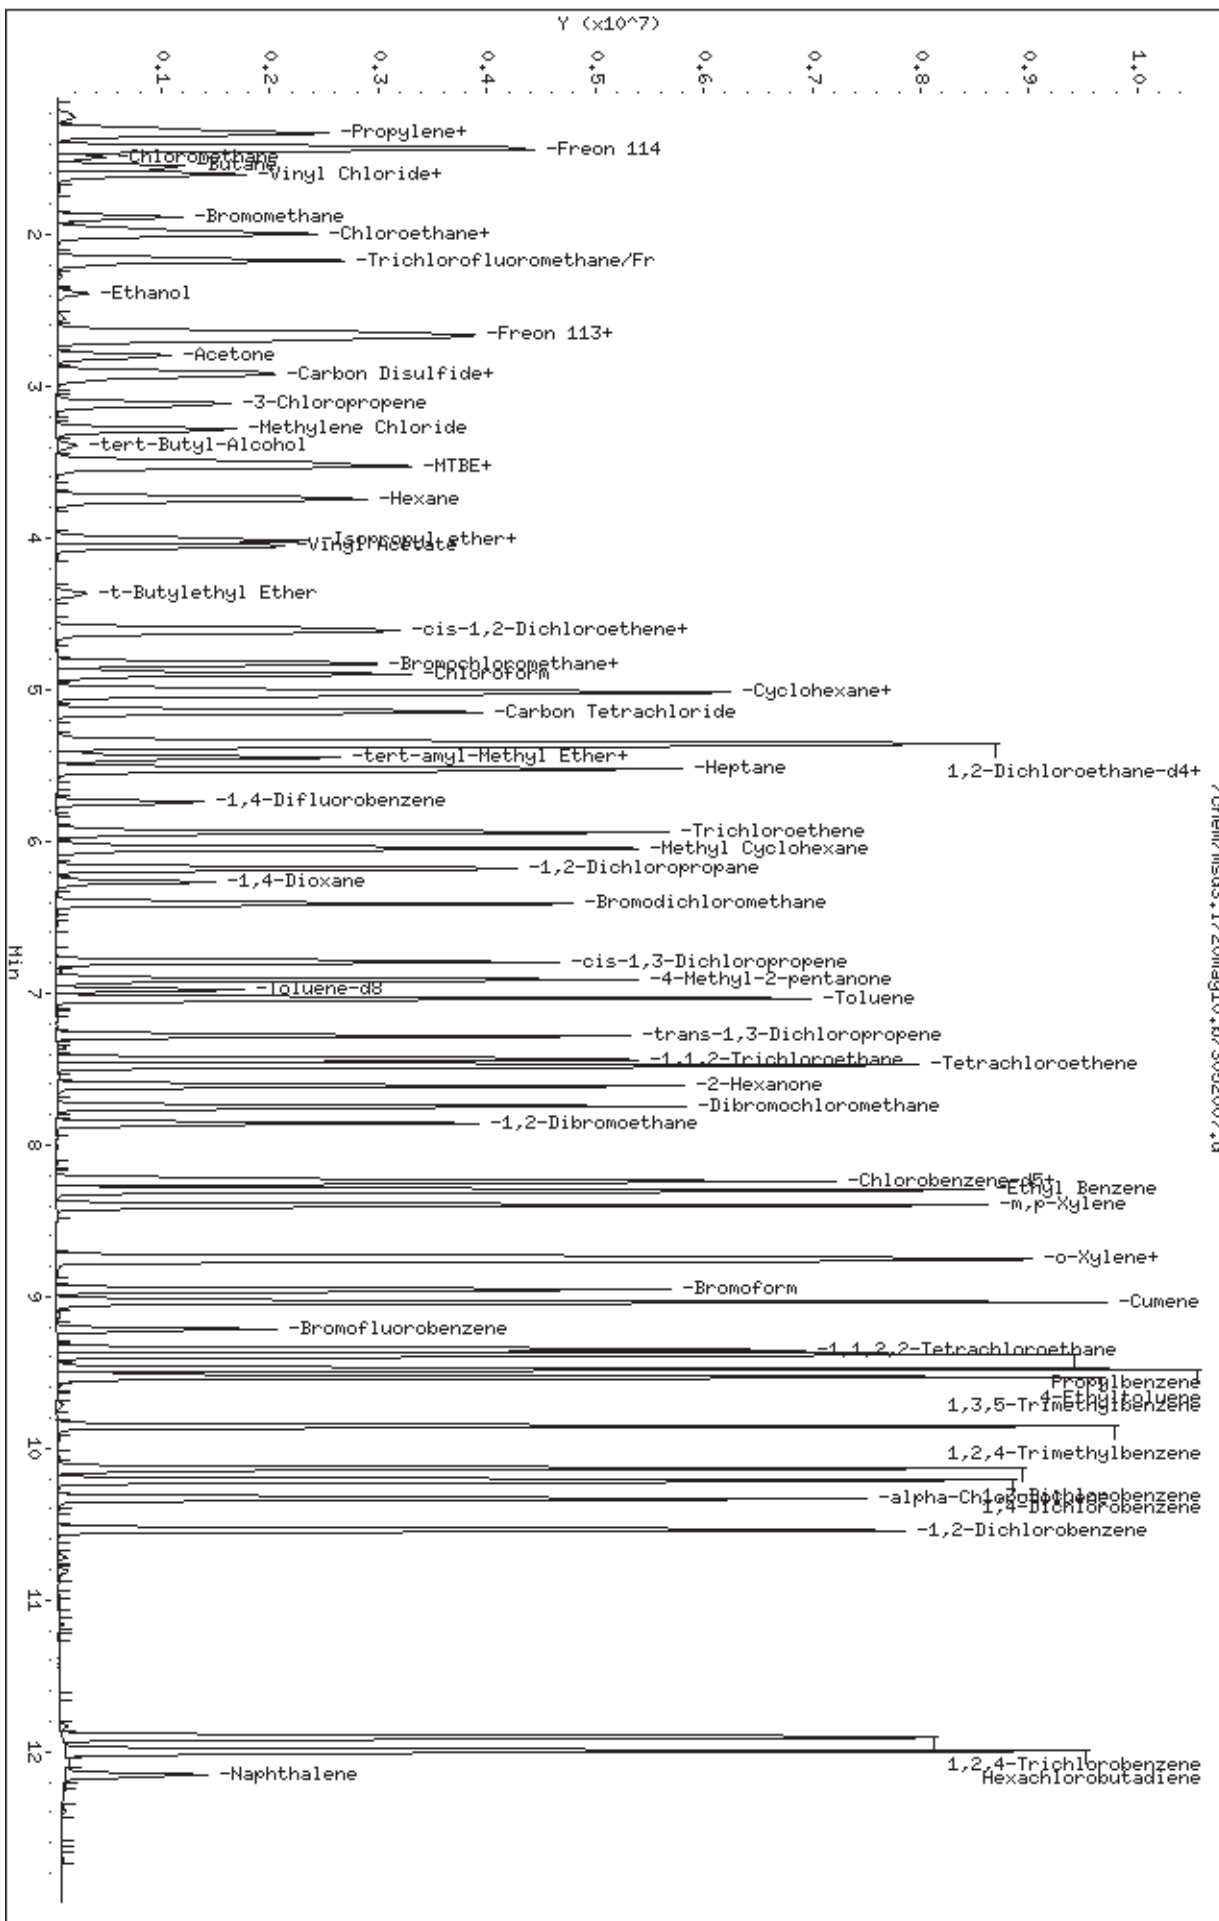 Y (x10^7)
0.1
0.2
0.3
0.4
0.5
0.6
0.7
0.8
0.9
1.0
-Propylene+
-Freon 114
-Chloromethane
-Butane
-Vinyl Chloride+
-Bromomethane
2
-Chloroethane+
-Trichlorofluoromethane/Fr
-Ethanol
-Freon 113+
-Acetone
-Carbon Disulfide+
3
-3-Chloropropene
-Methylene Chloride
-tert-Butyl-Alcohol
-MTBE+
-Hexane
4
-Isopropyl ether+
-Vinyl Acetate
-t-Butylethyl Ether
-cis-1,2-Dichloroethene+
-Bromochloromethane+
-Chloroform
5
-Cyclohexane+
-Carbon Tetrachloride
-tert-amyl-Methyl Ether+
-Heptane
1,2-Dichloroethane-d4+
-1,4-Difluorobenzene
-Trichloroethene
6
-Methyl Cyclohexane
-1,2-Dichloropropane
-1,4-Dioxane
-Bromodichloromethane
-cis-1,3-Dichloropropene
-4-Methyl-2-pentanone
Min
-Toluene-d8
7
-Toluene
-trans-1,3-Dichloropropene
-1,1,2-Trichloroethane
-Tetrachloroethene
-2-Hexanone
-Dibromochloromethane
-1,2-Dibromoethane
8
-Chlorobenzene-d5+
-Ethyl Benzene
-m,p-Xylene
-o-Xylene+
-Bromoform
9
-Cumene
-Bromofluorobenzene
-1,1,2,2-Tetrachloroethane
Propylbenzene
4-Ethyltoluene
1,3,5-Trimethylbenzene
10
1,2,4-Trimethylbenzene
1,4-Dichlorobenzene
-1,2-Dichlorobenzene
11
12
1,2,4-Trichlorobenzene
Hexachlorobutadiene
-Naphthalene